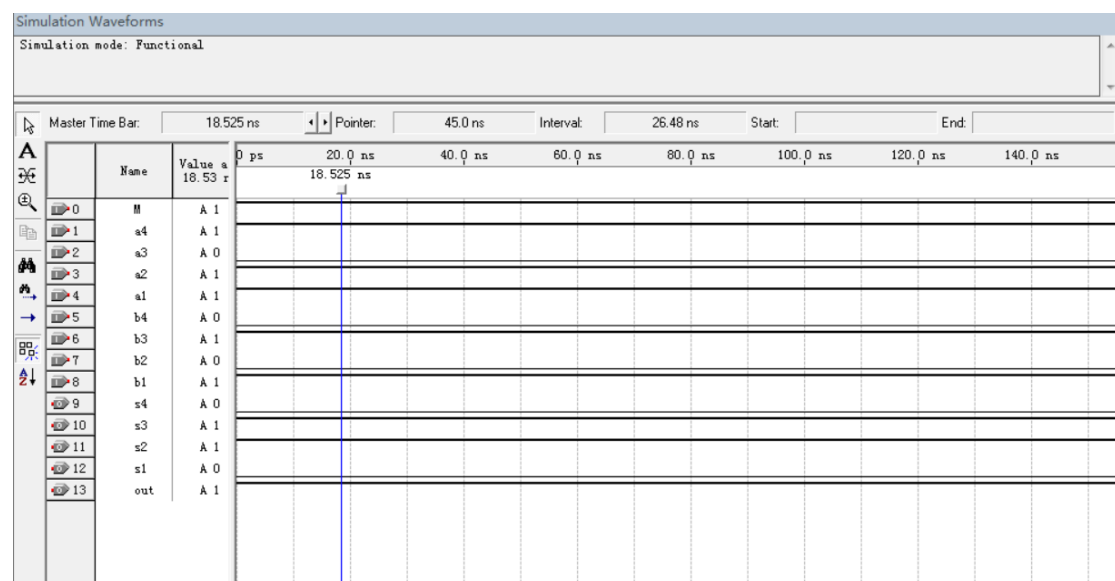 Simulation Waveforms
Simulation mode: Functional
Master Time Bar: 18.525 ns Pointer: 45.0 ns Interval: 26.48 ns Start: End:
A Name Value a 18.53 r 0 ps 20.0 ns 40.0 ns 60.0 ns 80.0 ns 100.0 ns 120.0 ns 140.0 ns
18.525 ns
0 M A 1
1 a4 A 1
2 a3 A 0
3 a2 A 1
4 a1 A 1
5 b4 A 0
6 b3 A 1
7 b2 A 0
8 b1 A 1
9 s4 A 0
10 s3 A 1
11 s2 A 1
12 s1 A 0
13 out A 1